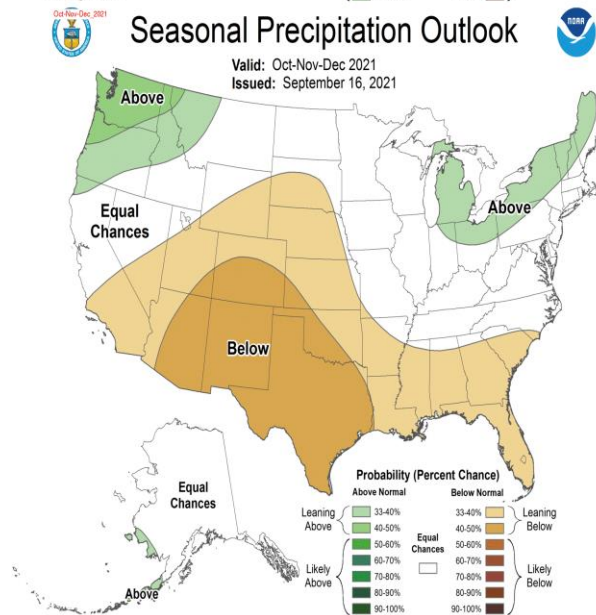 Oct-Nov-Dec 2021
Seasonal Precipitation Outlook
NOAA
Valid: Oct-Nov-Dec 2021
Issued: September 16, 2021
Above
Equal
Chances
Above
Below
Equal
Chances
Above
Probability (Percent Chance)
Above Normal
Below Normal
Leaning
Above
33-40%
40-50%
Likely
Above
50-60%
60-70%
70-80%
80-90%
90-100%
Equal
Chances
33-40%
40-50%
Leaning
Below
50-60%
60-70%
70-80%
80-90%
90-100%
Likely
Below